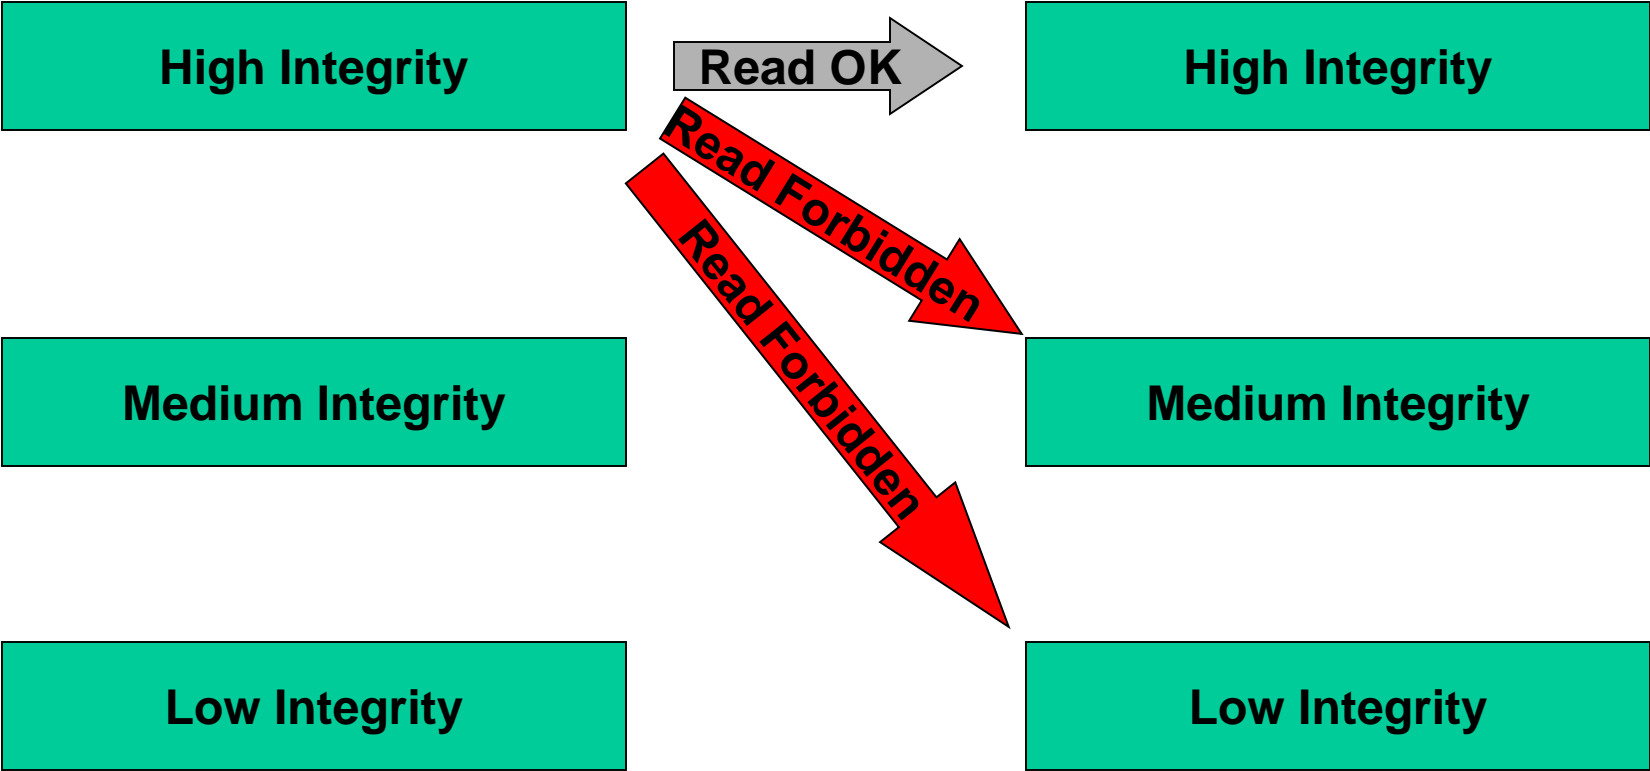 High Integrity
Read OK
High Integrity
Read Forbidden
Read Forbidden
Medium Integrity
Medium Integrity
Low Integrity
Low Integrity